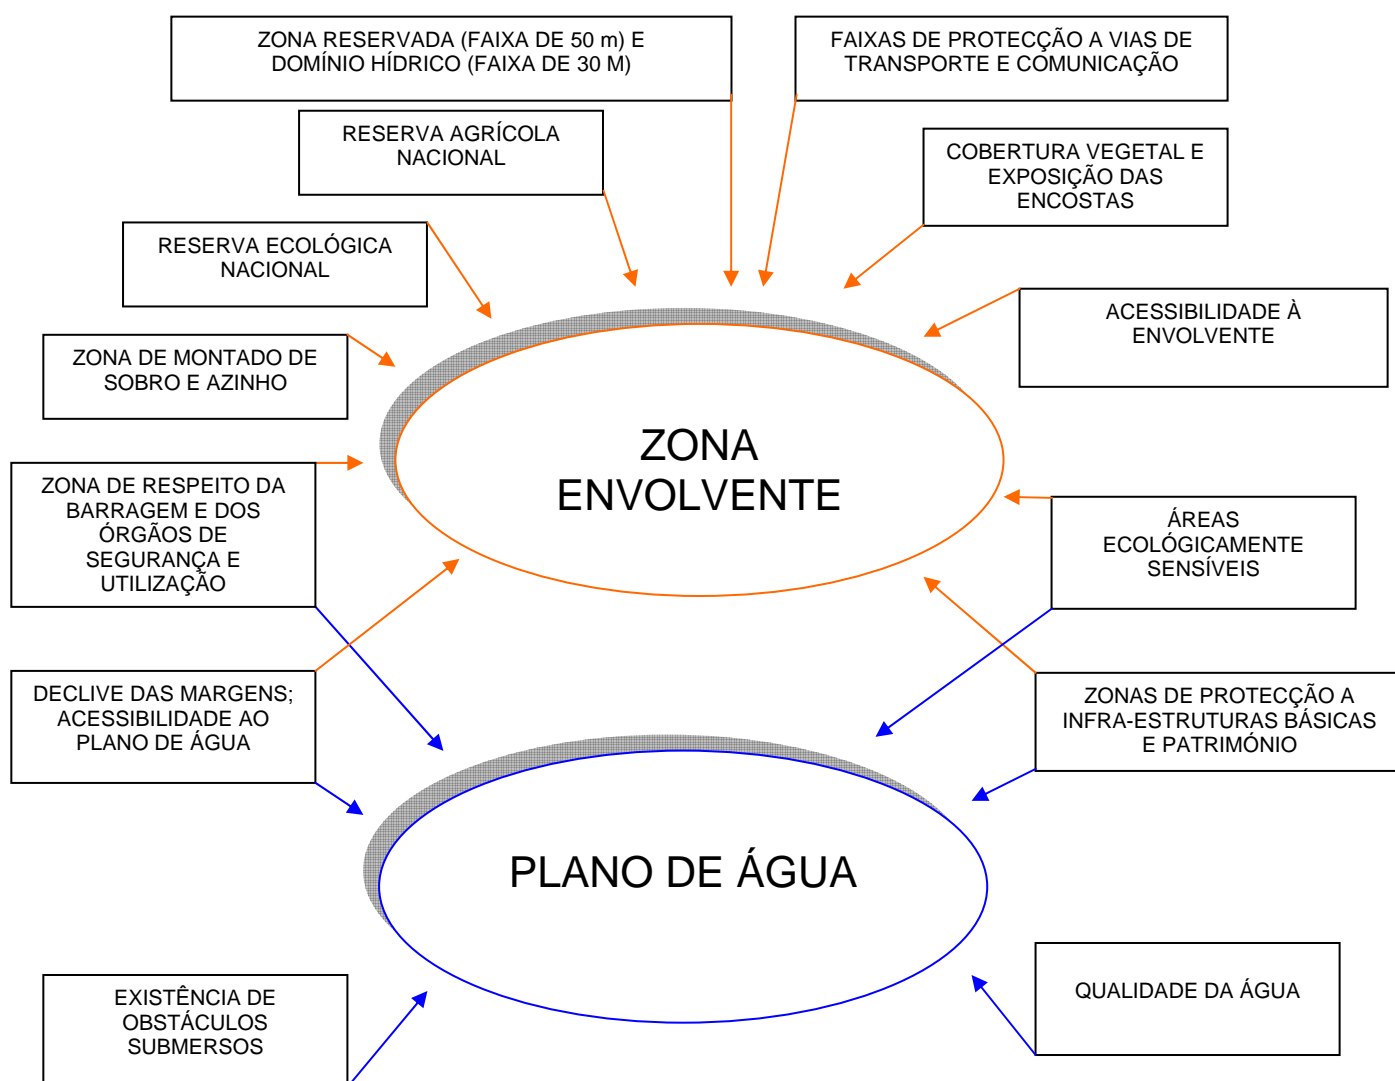 ZONA RESERVADA (FAIXA DE 50 m) E
DOMÍNIO HÍDRICO (FAIXA DE 30 M)
FAIXAS DE PROTECÇÃO A VIAS DE
TRANSPORTE E COMUNICAÇÃO
RESERVA AGRÍCOLA
NACIONAL
COBERTURA VEGETAL E
EXPOSIÇÃO DAS
ENCOSTAS
RESERVA ECOLÓGICA
NACIONAL
ACESSIBILIDADE À
ENVOLVENTE
ZONA DE MONTADO DE
SOBRO E AZINHO
ZONA
ENVOLVENTE
ZONA DE RESPEITO DA
BARRAGEM E DOS
ÓRGÃOS DE
SEGURANÇA E
UTILIZAÇÃO
ÁREAS
ECOLÓGICAMENTE
SENSÍVEIS
DECLIVE DAS MARGENS;
ACESSIBILIDADE AO
PLANO DE ÁGUA
ZONAS DE PROTECÇÃO A
INFRA-ESTRUTURAS BÁSICAS
E PATRIMÓNIO
PLANO DE ÁGUA
EXISTÊNCIA DE
OBSTÁCULOS
SUBMERSOS
QUALIDADE DA ÁGUA